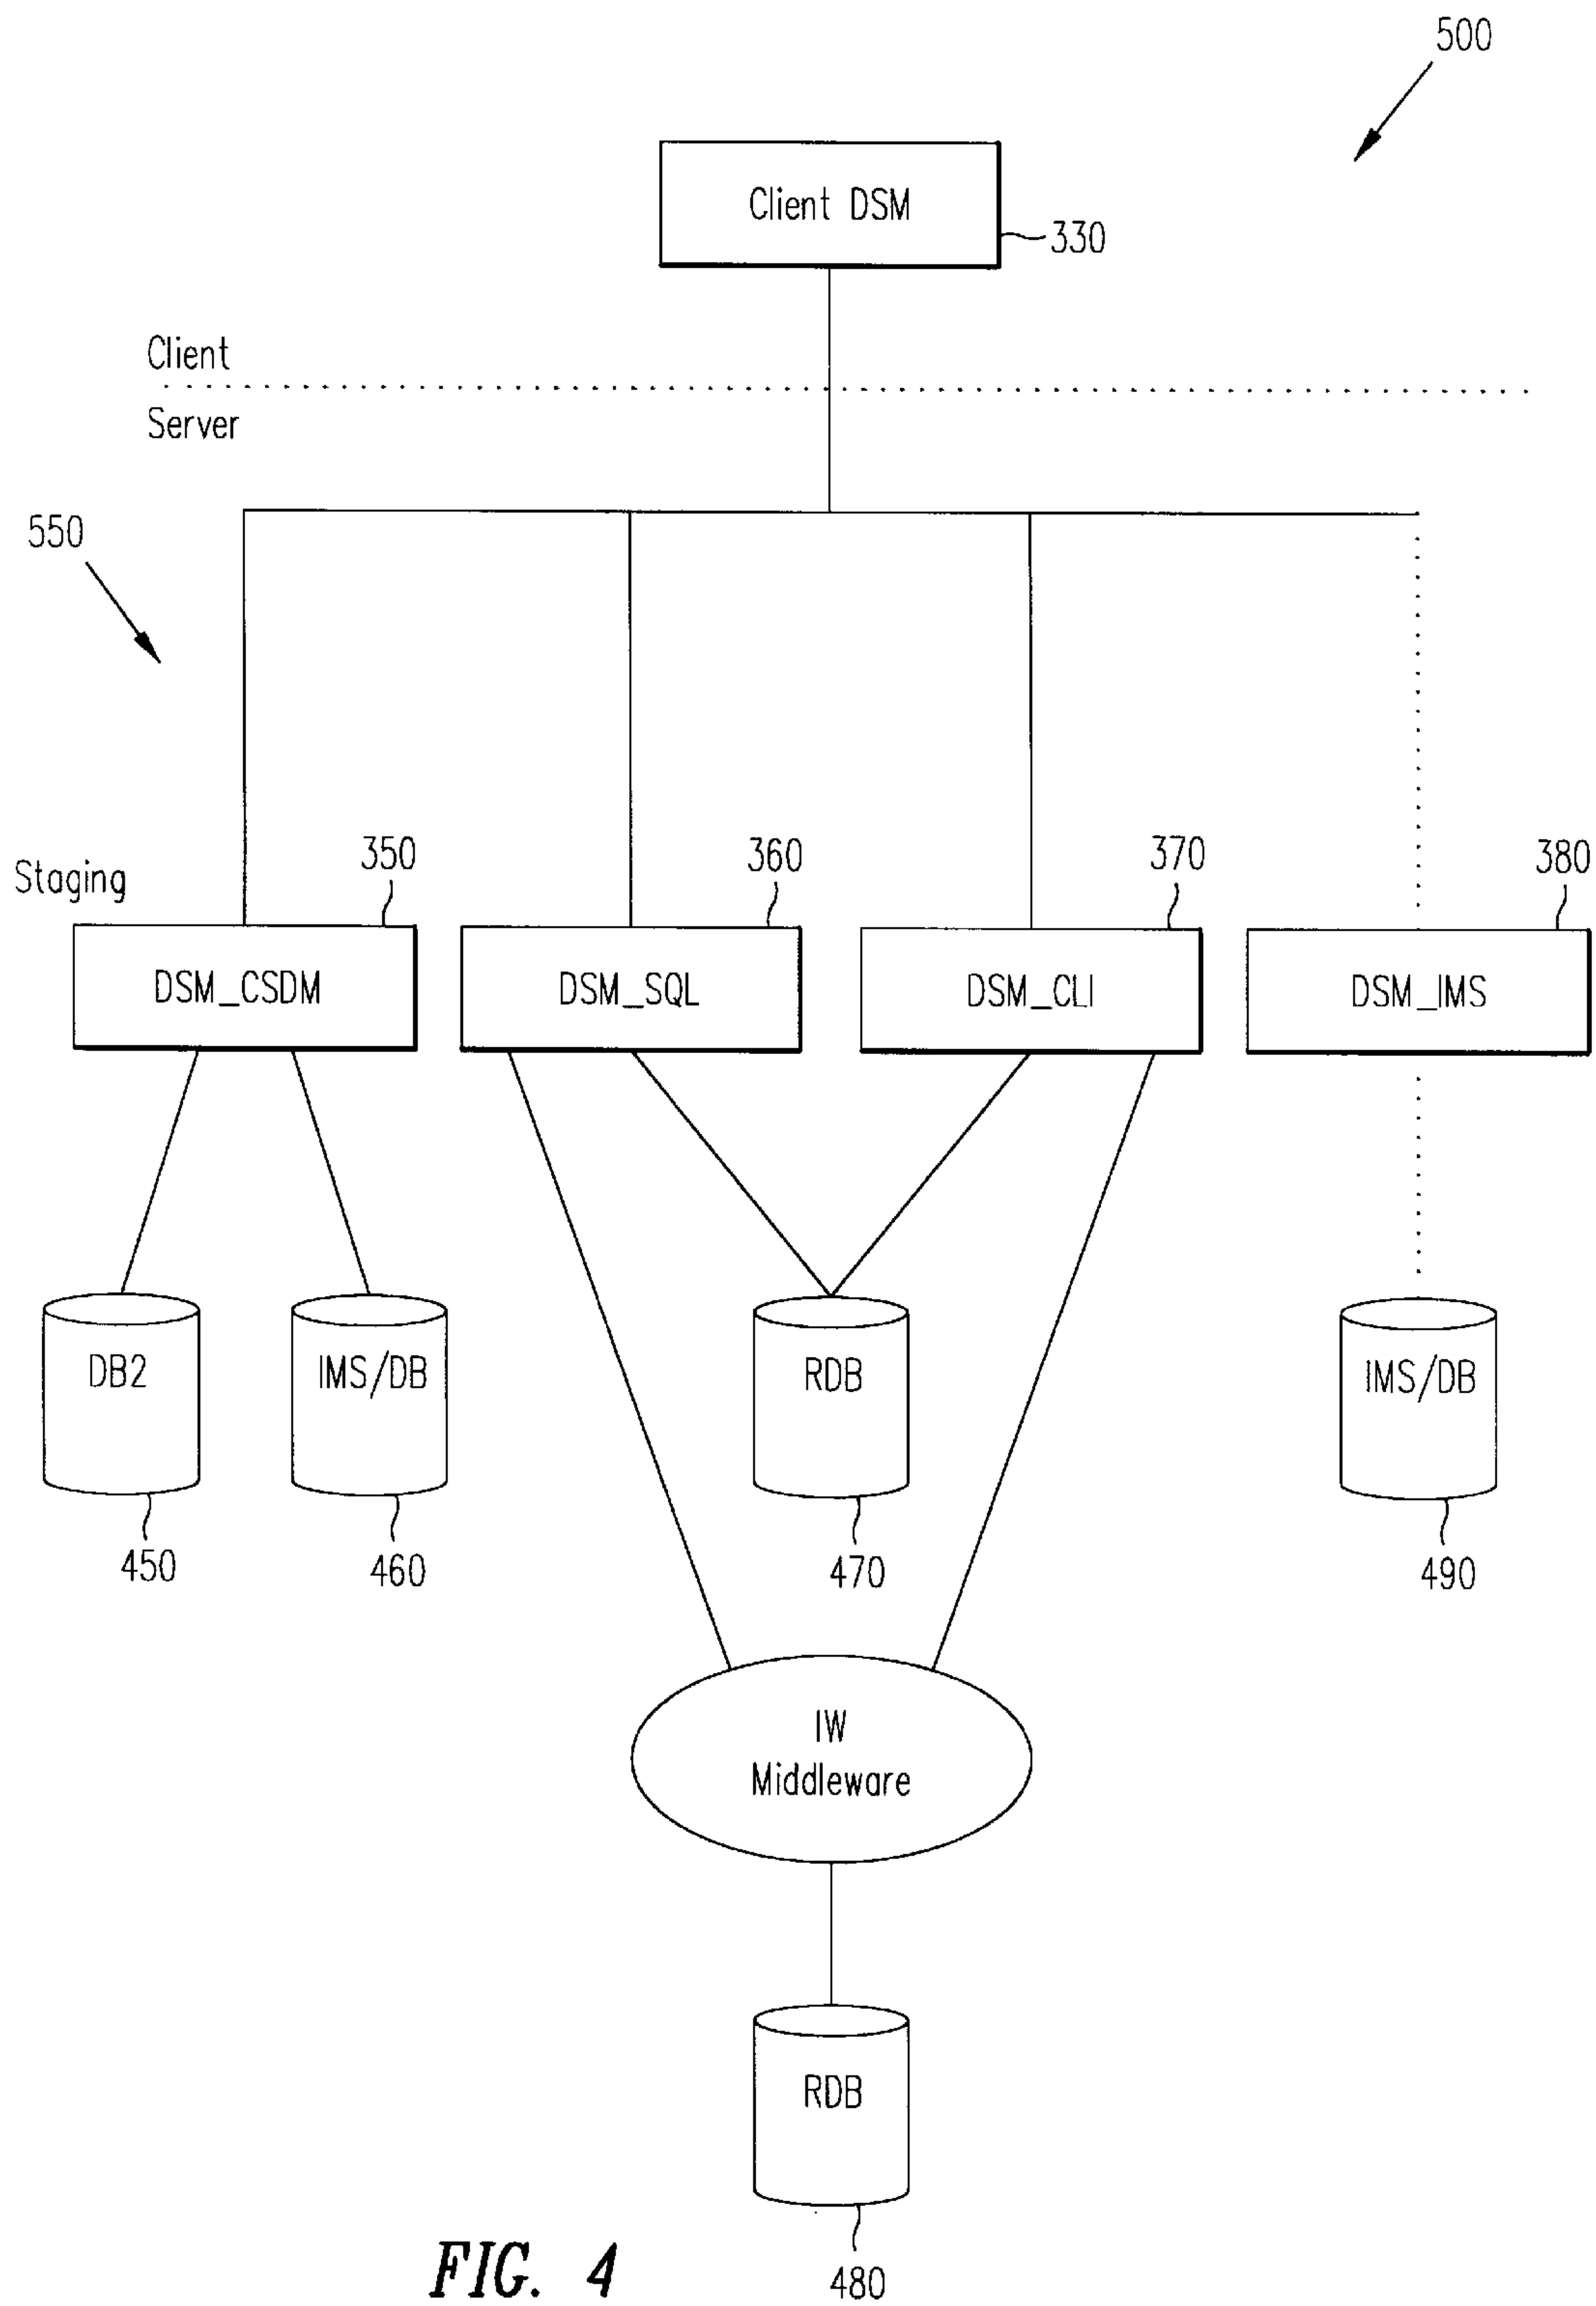 500
Client DSM
330
Client
Server
550
Staging
350
360
370
380
DSM_CSDM
DSM_SQL
DSM_CLI
DSM_IMS
DB2
IMS/DB
RDB
IMS/DB
450
460
470
490
IW
Middleware
RDB
480
FIG. 4